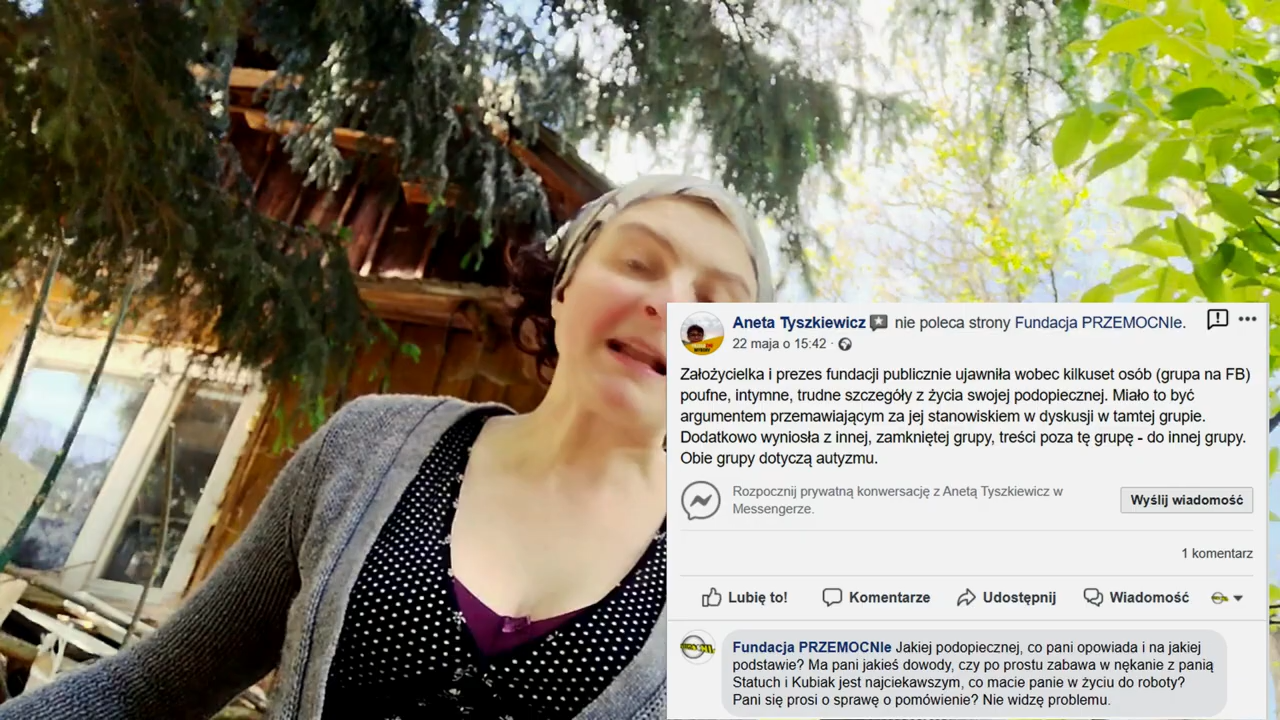 Aneta Tyszkiewicz nie poleca strony Fundacja PRZEMOCNIe.
22 maja o 15:42 ·
Założycielka i prezes fundacji publicznie ujawniła wobec kilkuset osób (grupa na FB)
poufne, intymne, trudne szczegóły z życia swojej podopiecznej. Miało to być
argumentem przemawiającym za jej stanowiskiem w dyskusji w tamtej grupie.
Dodatkowo wyniosła z innej, zamkniętej grupy, treści poza tę grupę - do innej grupy.
Obie grupy dotyczą autyzmu.
Rozpocznij prywatną konwersację z Anetą Tyszkiewicz w
Messengerze.
Wyślij wiadomość
1 komentarz
Lubię to! Komentarze Udostępnij Wiadomość
Fundacja PRZEMOCNIe Jakiej podopiecznej, co pani opowiada i na jakiej
podstawie? Ma pani jakieś dowody, czy po prostu zabawa w nękanie z panią
Statuch i Kubiak jest najciekawszym, co macie panie w życiu do roboty?
Pani się prosi o sprawę o pomówienie? Nie widzę problemu.